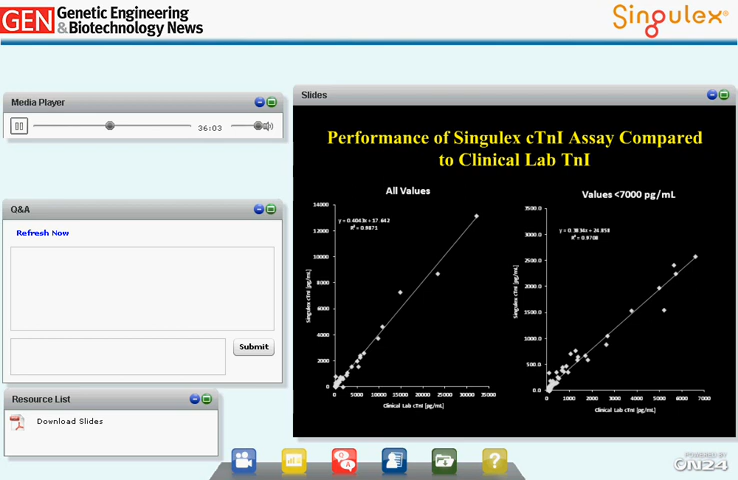 GEN Genetic Engineering
& Biotechnology News
Singulex®
Media Player
36:03
Q&A
Refresh Now
Submit
Resource List
Download Slides
Slides
Performance of Singulex cTnI Assay Compared
to Clinical Lab TnI
All Values
14000
12000
10000
8000
6000
4000
2000
0
Singulex cTnI [pg/mL]
y = 0.4043x + 17.642
R² = 0.9871
0 5000 10000 15000 20000 25000 30000 35000
Clinical Lab cTnI [pg/mL]
Values <7000 pg/mL
3500.0
3000.0
2500.0
2000.0
1500.0
1000.0
500.0
0.0
Singulex cTnI [pg/mL]
y = 0.3834x + 24.858
R² = 0.9708
0 1000 2000 3000 4000 5000 6000 7000
Clinical Lab cTnI [pg/mL]
Q
A
?
POWERED BY
ON24